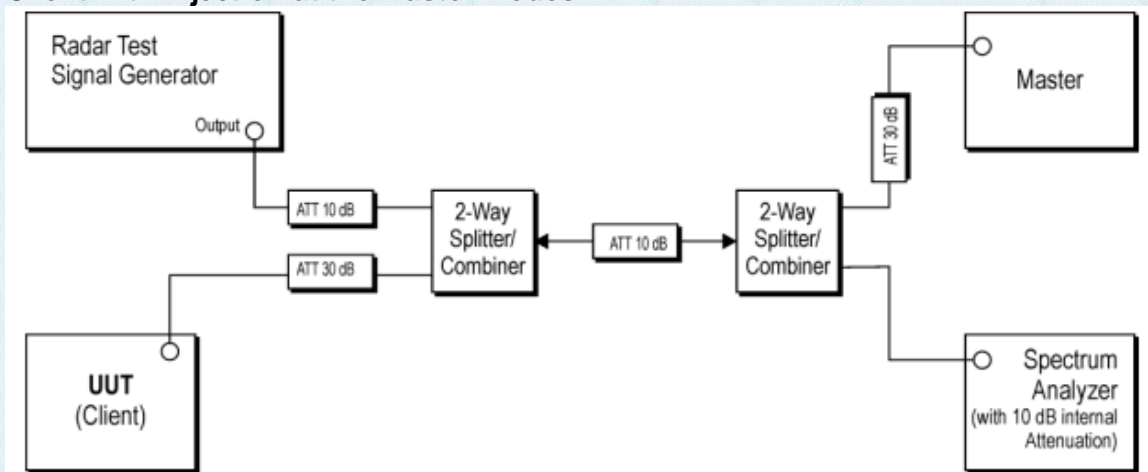 Radar Test
Signal Generator
Output
ATT 10 dB
ATT 30 dB
2-Way
Splitter/
Combiner
ATT 10 dB
2-Way
Splitter/
Combiner
ATT 30 dB
Master
UUT
(Client)
Spectrum
Analyzer
(with 10 dB internal
Attenuation)